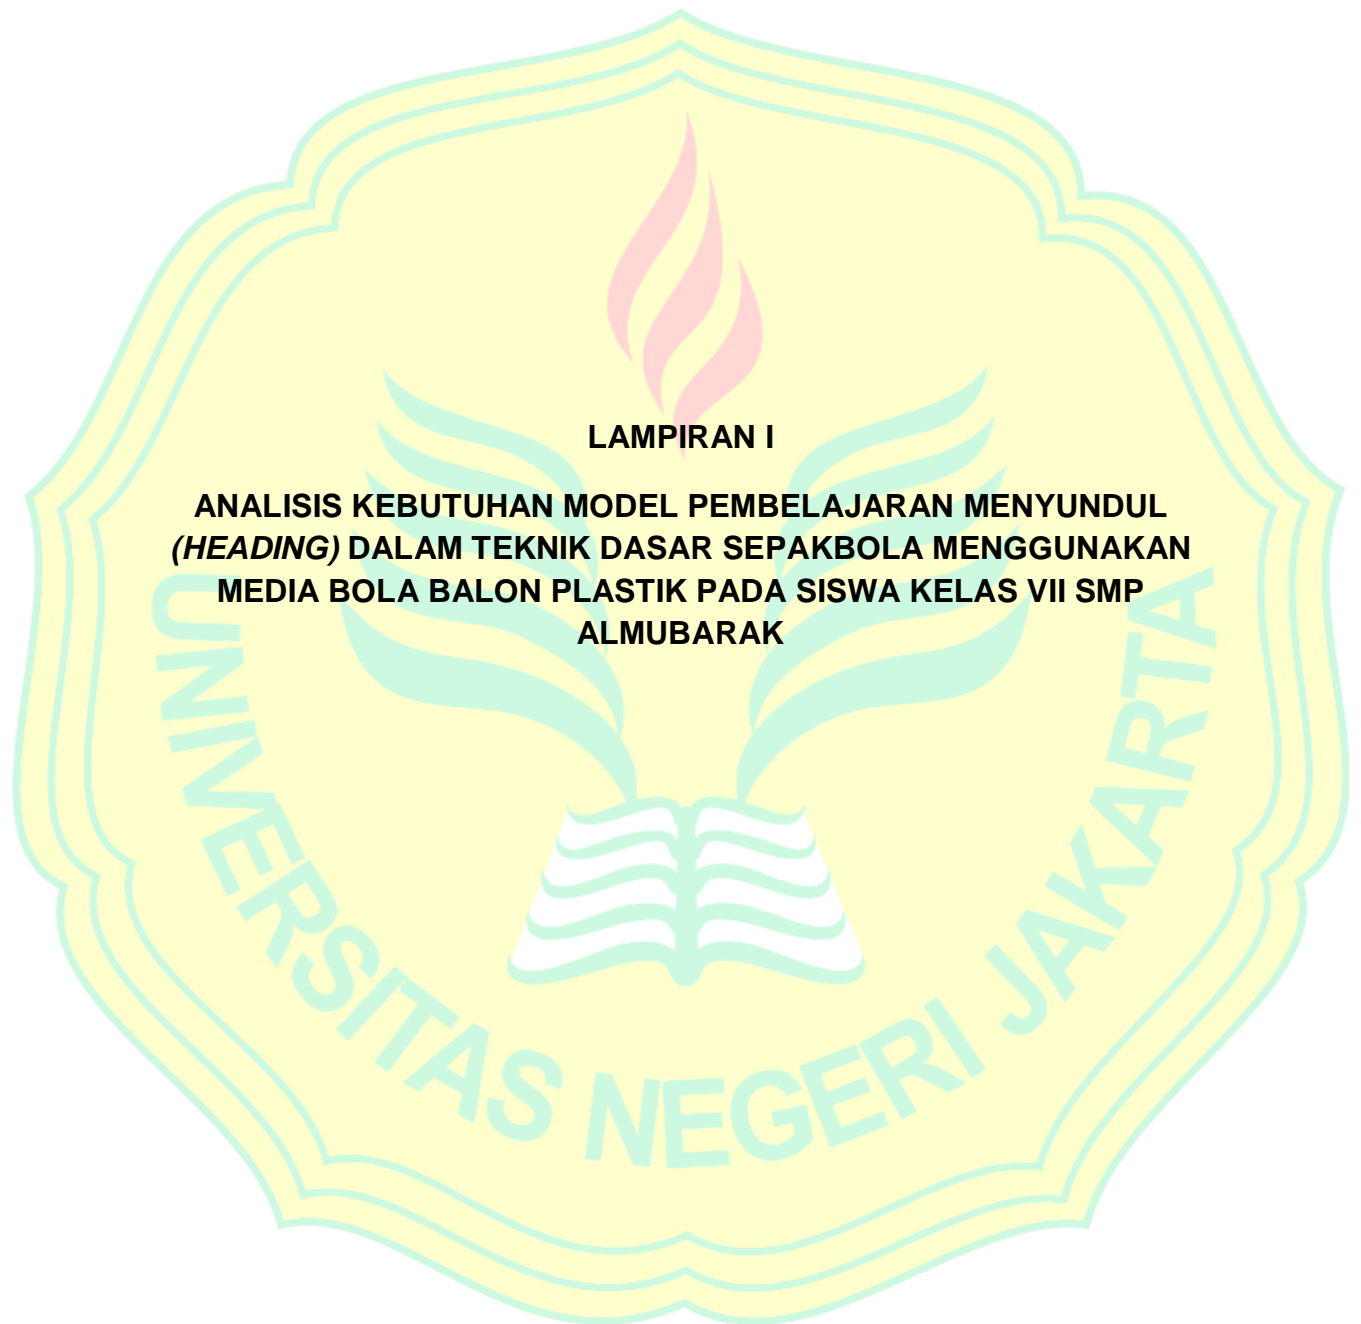 LAMPIRAN I
ANALISIS KEBUTUHAN MODEL PEMBELAJARAN MENYUNDUL
(HEADING) DALAM TEKNIK DASAR SEPAKBOLA MENGGUNAKAN
MEDIA BOLA BALON PLASTIK PADA SISWA KELAS VII SMP
ALMUBARAK
UNIVERSITAS NEGERI JAKARTA